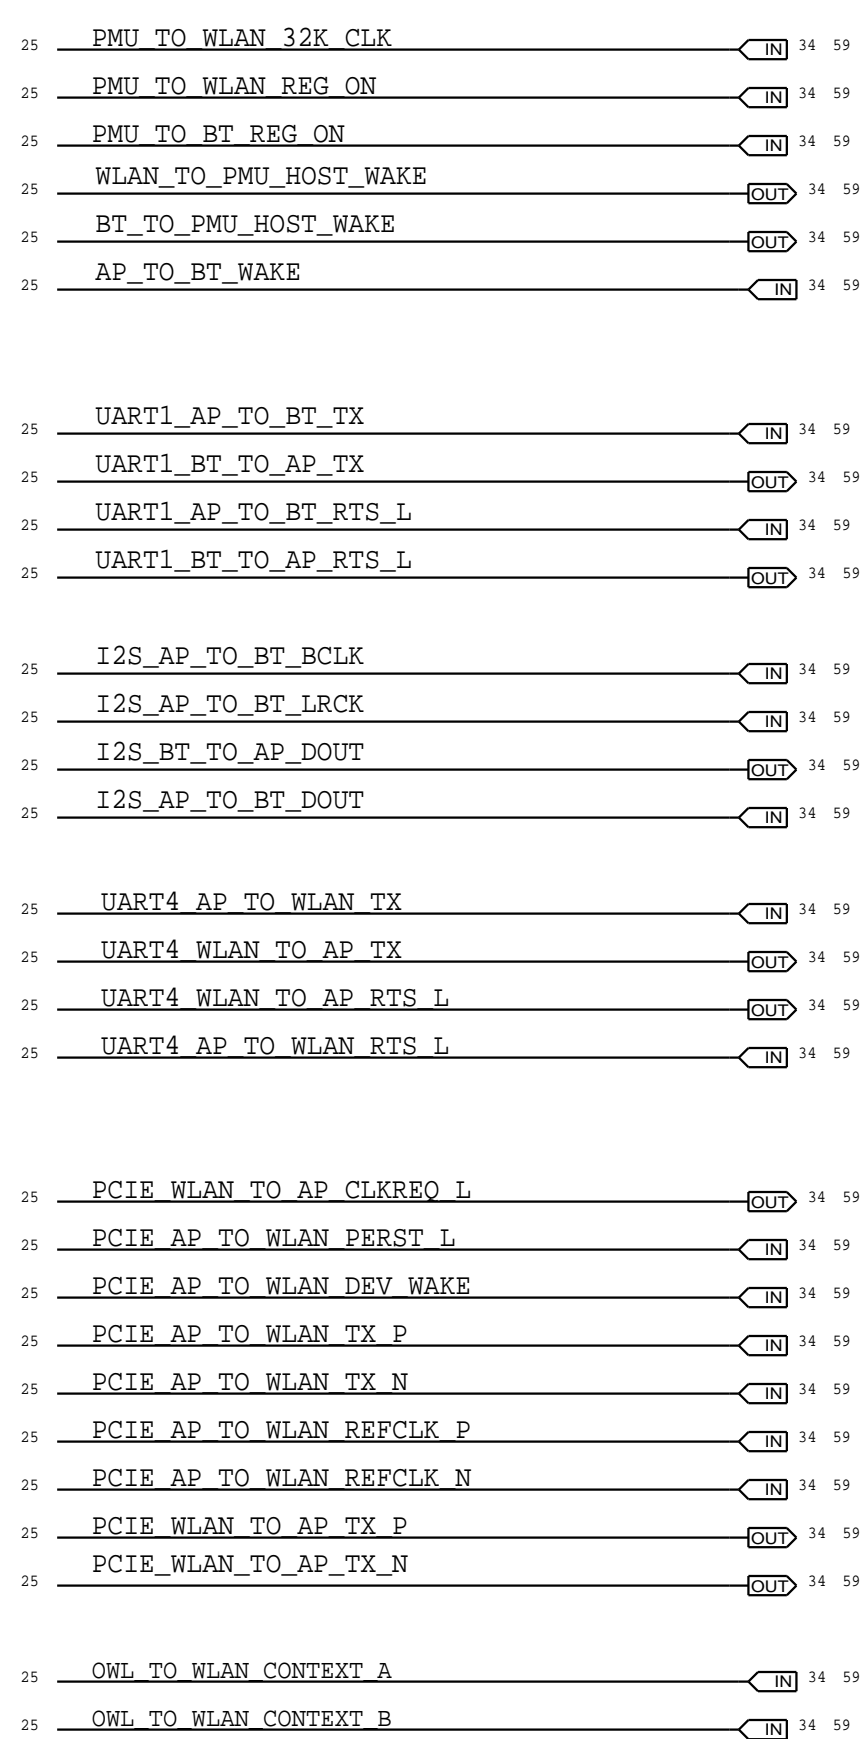 25 PMU_TO_WLAN_32K_CLK IN 34 59
25 PMU_TO_WLAN_REG_ON IN 34 59
25 PMU_TO_BT_REG_ON IN 34 59
25 WLAN_TO_PMU_HOST_WAKE OUT 34 59
25 BT_TO_PMU_HOST_WAKE OUT 34 59
25 AP_TO_BT_WAKE IN 34 59
25 UART1_AP_TO_BT_TX IN 34 59
25 UART1_BT_TO_AP_TX OUT 34 59
25 UART1_AP_TO_BT_RTS_L IN 34 59
25 UART1_BT_TO_AP_RTS_L OUT 34 59
25 I2S_AP_TO_BT_BCLK IN 34 59
25 I2S_AP_TO_BT_LRCK IN 34 59
25 I2S_BT_TO_AP_DOUT OUT 34 59
25 I2S_AP_TO_BT_DOUT IN 34 59
25 UART4_AP_TO_WLAN_TX IN 34 59
25 UART4_WLAN_TO_AP_TX OUT 34 59
25 UART4_WLAN_TO_AP_RTS_L OUT 34 59
25 UART4_AP_TO_WLAN_RTS_L IN 34 59
25 PCIE_WLAN_TO_AP_CLKREQ_L OUT 34 59
25 PCIE_AP_TO_WLAN_PERST_L IN 34 59
25 PCIE_AP_TO_WLAN_DEV_WAKE IN 34 59
25 PCIE_AP_TO_WLAN_TX_P IN 34 59
25 PCIE_AP_TO_WLAN_TX_N IN 34 59
25 PCIE_AP_TO_WLAN_REFCLK_P IN 34 59
25 PCIE_AP_TO_WLAN_REFCLK_N IN 34 59
25 PCIE_WLAN_TO_AP_TX_P OUT 34 59
25 PCIE_WLAN_TO_AP_TX_N OUT 34 59
25 OWL_TO_WLAN_CONTEXT_A IN 34 59
25 OWL_TO_WLAN_CONTEXT_B IN 34 59